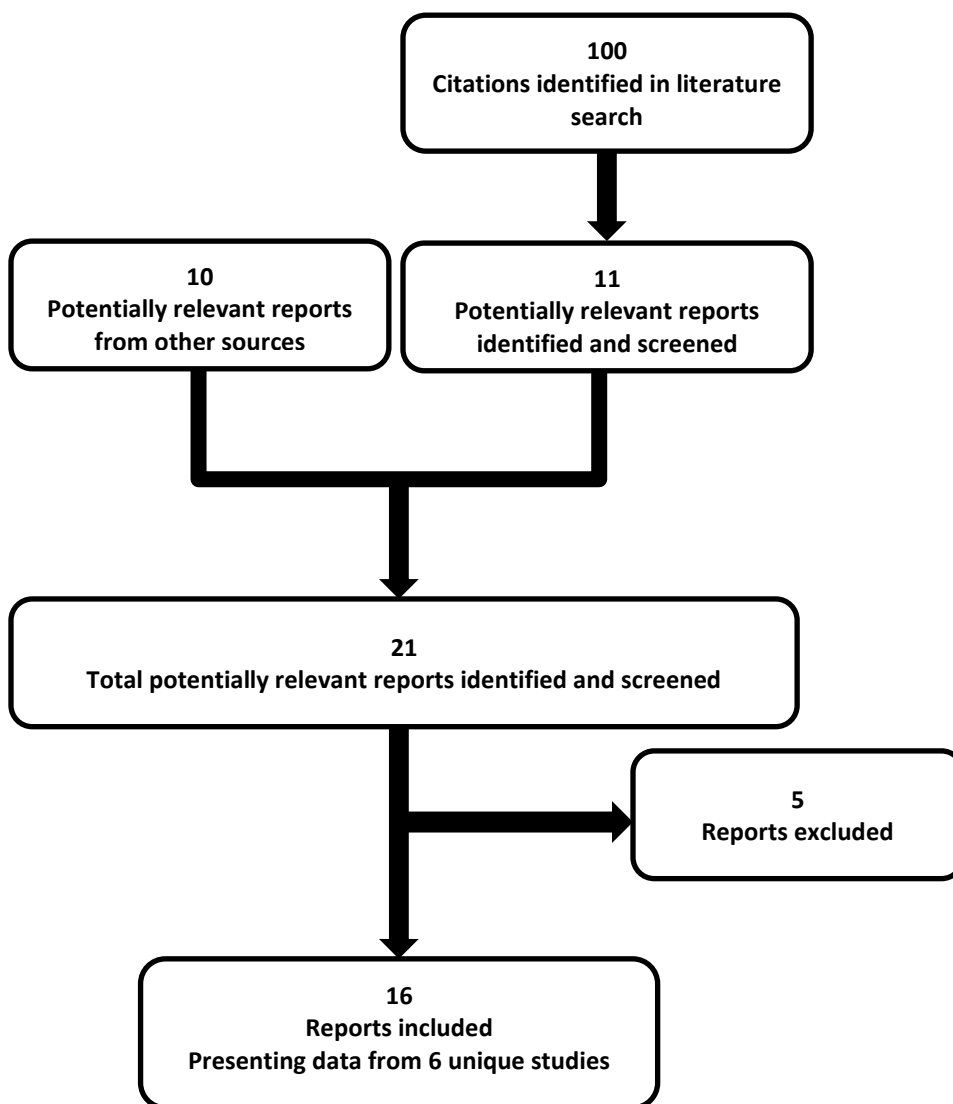 100
Citations identified in literature
search
10
Potentially relevant reports
from other sources
11
Potentially relevant reports
identified and screened
21
Total potentially relevant reports identified and screened
5
Reports excluded
16
Reports included
Presenting data from 6 unique studies